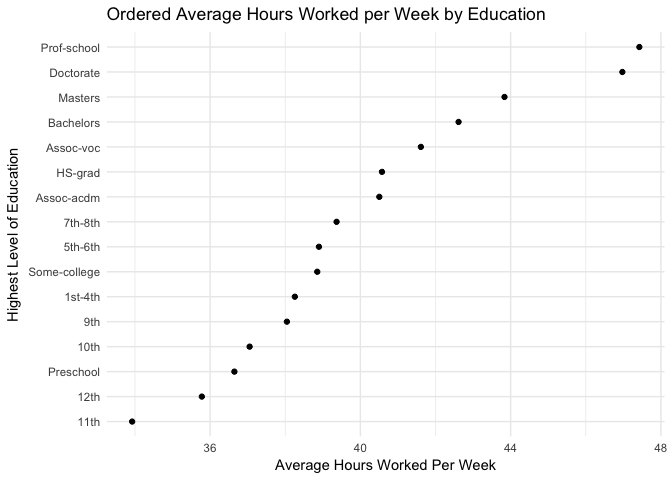 Ordered Average Hours Worked per Week by Education
Highest Level of Education
Prof-school
Doctorate
Masters
Bachelors
Assoc-voc
HS-grad
Assoc-acdm
7th-8th
5th-6th
Some-college
1st-4th
9th
10th
Preschool
12th
11th
36 40 44 48
Average Hours Worked Per Week